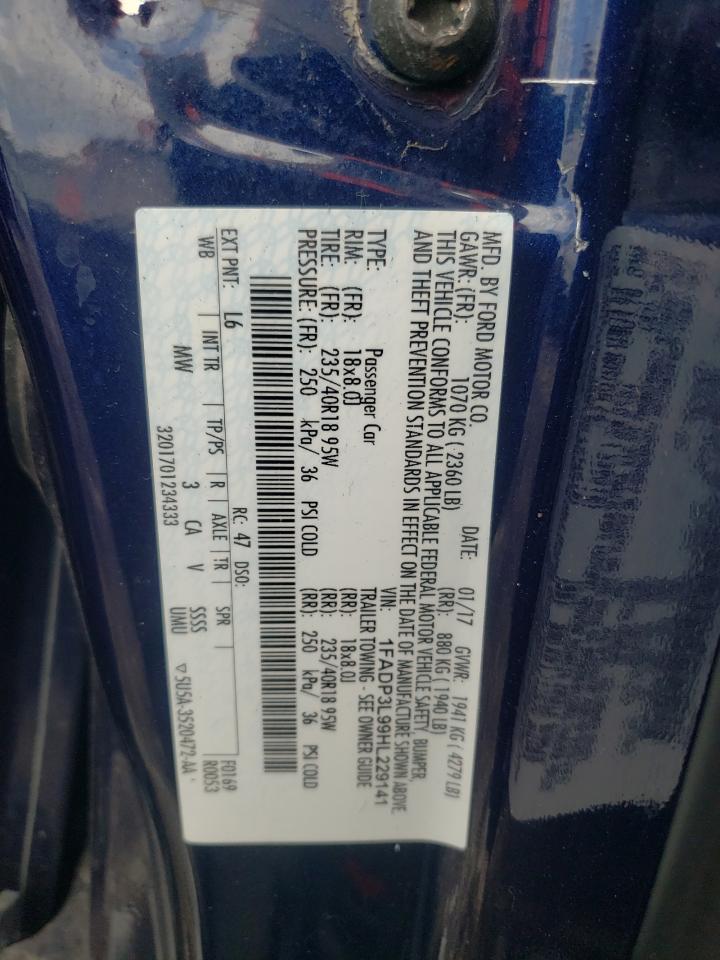 MFD. BY FORD MOTOR CO.
DATE: 01/17 GVWR: 1941 KG ( 4279 LB)
GAWR: (FR): 1070 KG ( 2360 LB) (RR): 880 KG ( 1940 LB)
THIS VEHICLE CONFORMS TO ALL APPLICABLE FEDERAL MOTOR VEHICLE SAFETY, BUMPER,
AND THEFT PREVENTION STANDARDS IN EFFECT ON THE DATE OF MANUFACTURE SHOWN ABOVE.
VIN: 1FADP3L99HL229141
TYPE: Passenger Car TRAILER TOWING - SEE OWNER GUIDE
RIM: (FR): 18x8.0J (RR): 18x8.0J
TIRE: (FR): 235/40R18 95W (RR): 235/40R18 95W
PRESSURE: (FR): 250 kPa/ 36 PSI COLD (RR): 250 kPa/ 36 PSI COLD
RC: 47 DSO: F0169
EXT PNT: L6 R0053
WB INT TR TP/PS R AXLE TR SPR
MW 3 CA V SSSS
UMU
3201701234333 ▽5U5A-3520472-AA